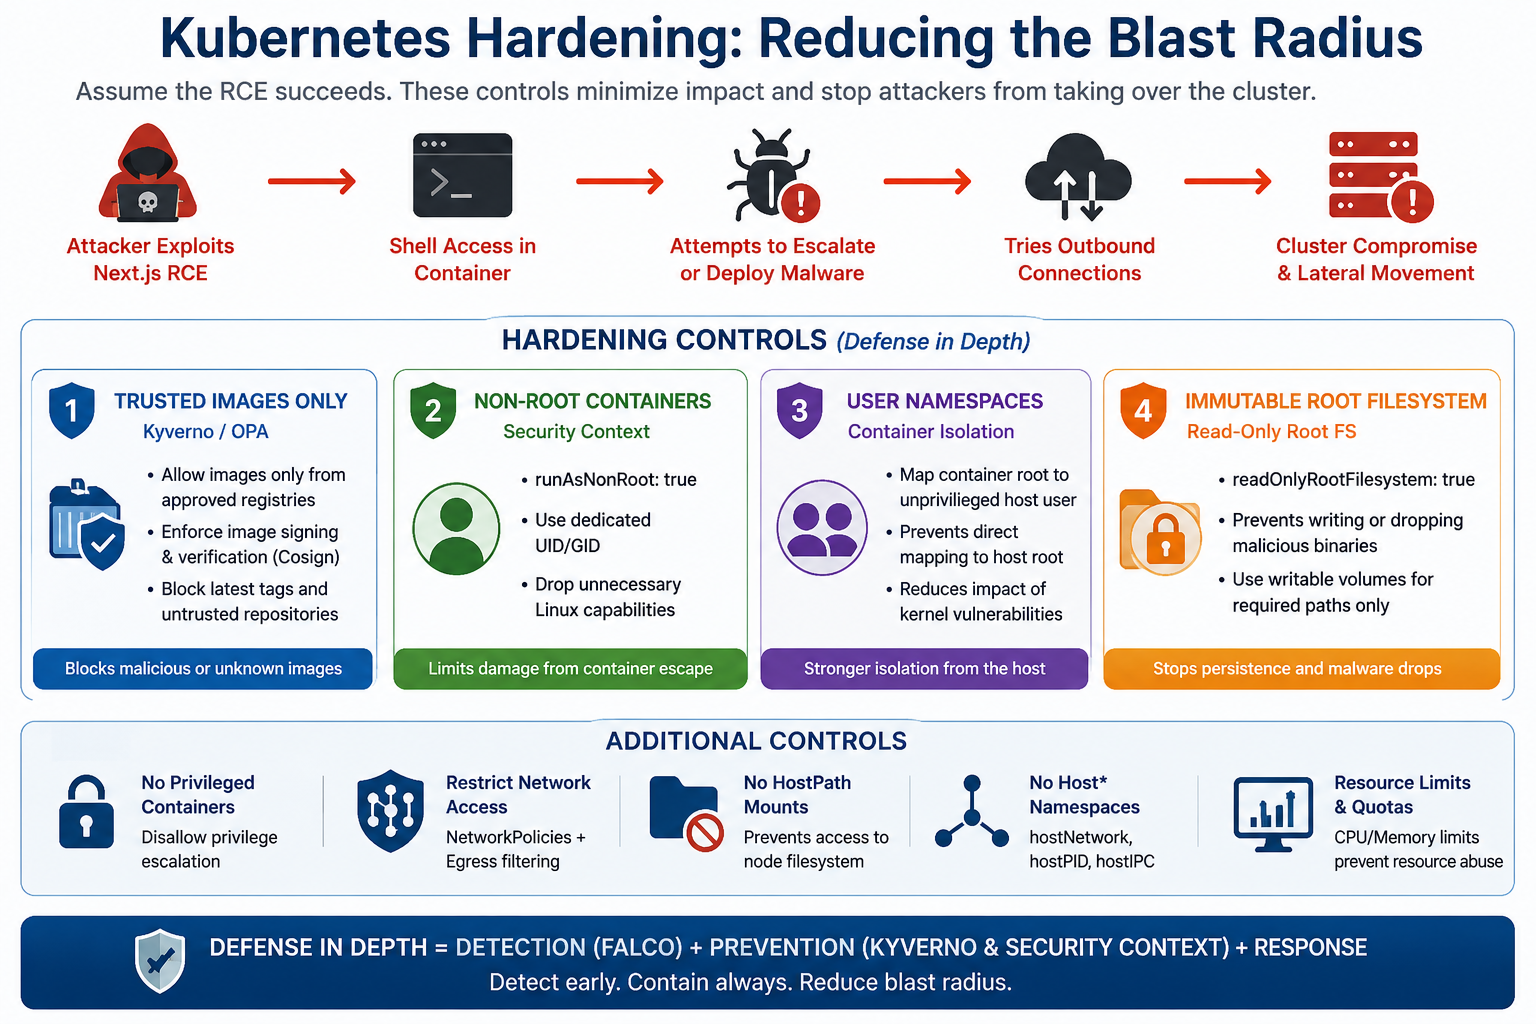 Kubernetes Hardening: Reducing the Blast Radius
Assume the RCE succeeds. These controls minimize impact and stop attackers from taking over the cluster.
Attacker Exploits
Next.js RCE
Shell Access in
Container
Attempts to Escalate
or Deploy Malware
Tries Outbound
Connections
Cluster Compromise
& Lateral Movement
HARDENING CONTROLS (Defense in Depth)
1
TRUSTED IMAGES ONLY
Kyverno / OPA
• Allow images only from
approved registries
• Enforce image signing
& verification (Cosign)
• Block latest tags and
untrusted repositories
Blocks malicious or unknown images
2
NON-ROOT CONTAINERS
Security Context
• runAsNonRoot: true
• Use dedicated
UID/GID
• Drop unnecessary
Linux capabilities
Limits damage from container escape
3
USER NAMESPACES
Container Isolation
• Map container root to
unprivilieged host user
• Prevents direct
mapping to host root
• Reduces impact of
kernel vulnerabilities
Stronger isolation from the host
4
IMMUTABLE ROOT FILESYSTEM
Read-Only Root FS
• readOnlyRootFilesystem: true
• Prevents writing or dropping
malicious binaries
• Use writable volumes for
required paths only
Stops persistence and malware drops
ADDITIONAL CONTROLS
No Privileged
Containers
Disallow privilege
escalation
Restrict Network
Access
NetworkPolicies +
Egress filtering
No HostPath
Mounts
Prevents access to
node filesystem
No Host*
Namespaces
hostNetwork,
hostPID, hostIPC
Resource Limits
& Quotas
CPU/Memory limits
prevent resource abuse
DEFENSE IN DEPTH = DETECTION (FALCO) + PREVENTION (KYVERNO & SECURITY CONTEXT) + RESPONSE
Detect early. Contain always. Reduce blast radius.